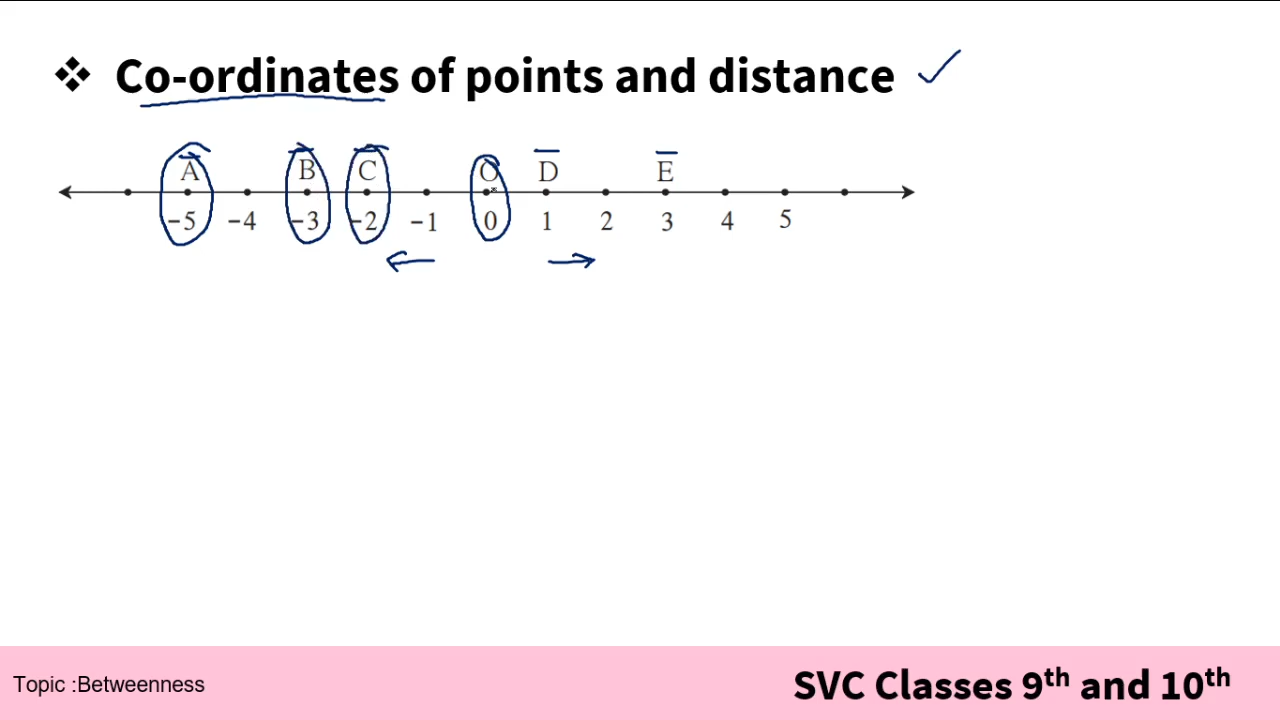 ❖ Co-ordinates of points and distance
A B C O D E
−5 −4 −3 −2 −1 0 1 2 3 4 5
Topic :Betweenness
SVC Classes 9th and 10th